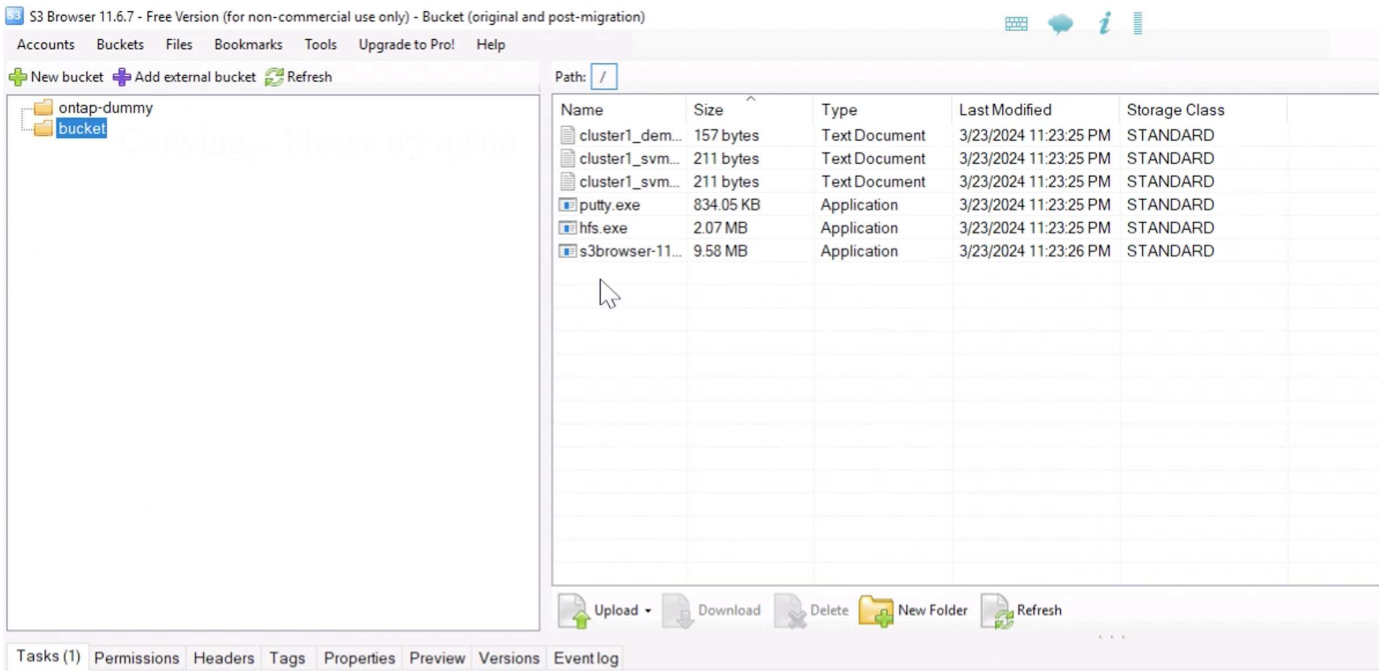 S3 Browser 11.6.7 - Free Version (for non-commercial use only) - Bucket (original and post-migration)
Accounts Buckets Files Bookmarks Tools Upgrade to Pro! Help
New bucket Add external bucket Refresh
Path: /
ontap-dummy
bucket
Copying... Please try again
Name Size Type Last Modified Storage Class
cluster1_dem... 157 bytes Text Document 3/23/2024 11:23:25 PM STANDARD
cluster1_svm... 211 bytes Text Document 3/23/2024 11:23:25 PM STANDARD
cluster1_svm... 211 bytes Text Document 3/23/2024 11:23:25 PM STANDARD
putty.exe 834.05 KB Application 3/23/2024 11:23:25 PM STANDARD
hfs.exe 2.07 MB Application 3/23/2024 11:23:25 PM STANDARD
s3browser-11... 9.58 MB Application 3/23/2024 11:23:26 PM STANDARD
Upload Download Delete New Folder Refresh
Tasks (1) Permissions Headers Tags Properties Preview Versions Eventlog